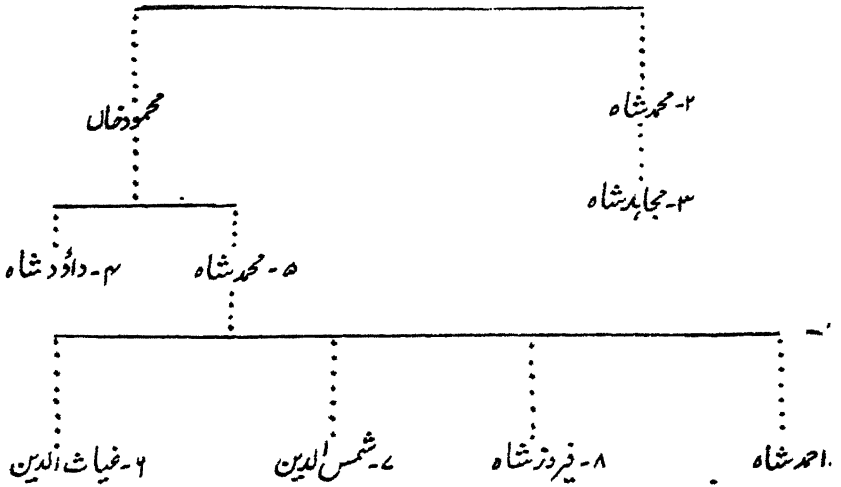 ۲-محمد شاہ محمود خاں
۳-مجاہد شاہ
۵-محمد شاہ ۴-داؤد شاہ
احمد شاہ ۸-فیروز شاہ ۷-شمس الدین ۶-غیاث الدین